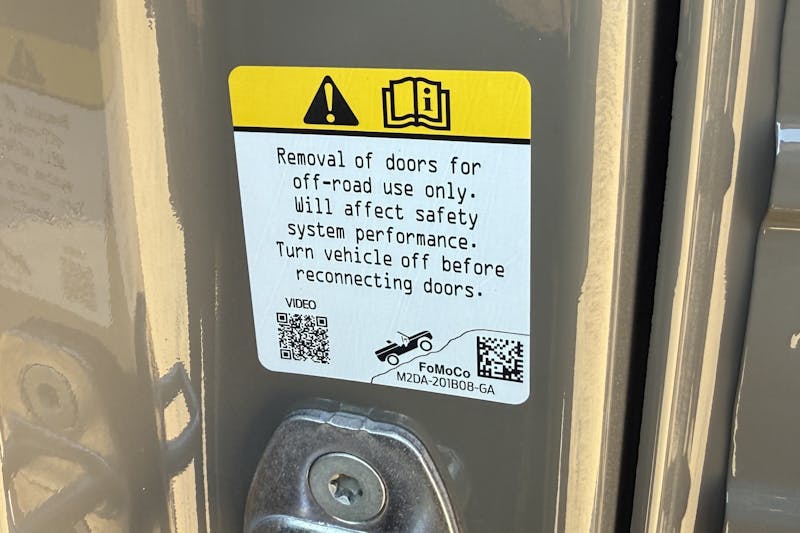 Removal of doors for
off-road use only.
Will affect safety
system performance.
Turn vehicle off before
reconnecting doors.
VIDEO
FoMoCo
M2DA-201B08-GA